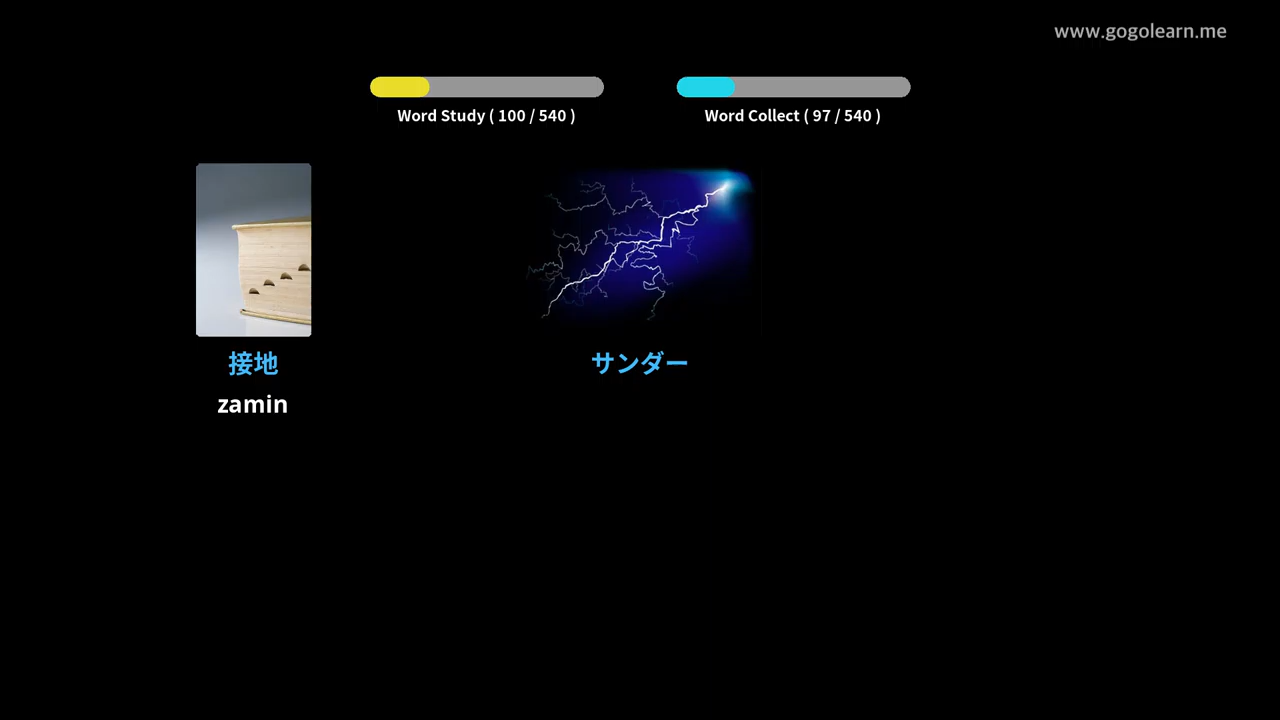 www.gogolearn.me
Word Study ( 100 / 540 )
Word Collect ( 97 / 540 )
接地
zamin
サンダー